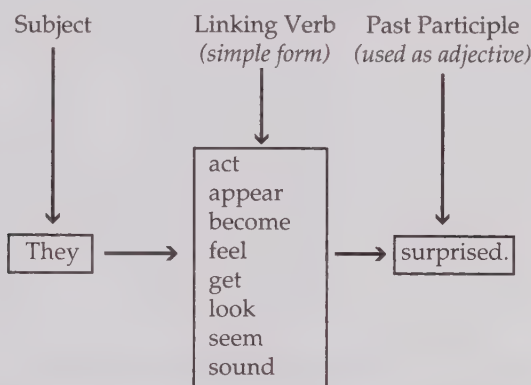 Subject
Linking Verb
(simple form)
Past Participle
(used as adjective)
They
act
appear
become
feel
get
look
seem
sound
surprised.